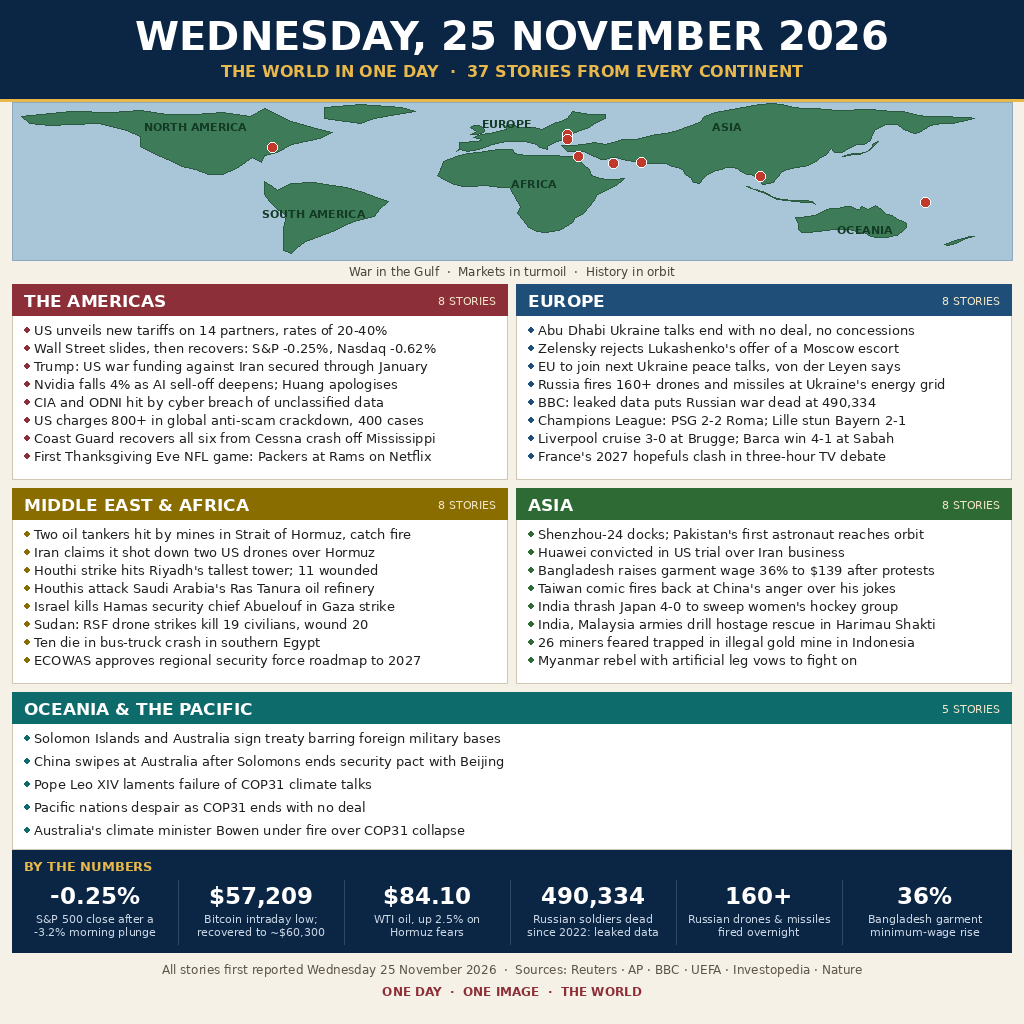 WEDNESDAY, 25 NOVEMBER 2026
THE WORLD IN ONE DAY · 37 STORIES FROM EVERY CONTINENT
NORTH AMERICA
EUROPE
ASIA
AFRICA
SOUTH AMERICA
OCEANIA
War in the Gulf · Markets in turmoil · History in orbit
THE AMERICAS
8 STORIES
• US unveils new tariffs on 14 partners, rates of 20-40%
• Wall Street slides, then recovers: S&P -0.25%, Nasdaq -0.62%
• Trump: US war funding against Iran secured through January
• Nvidia falls 4% as AI sell-off deepens; Huang apologises
• CIA and ODNI hit by cyber breach of unclassified data
• US charges 800+ in global anti-scam crackdown, 400 cases
• Coast Guard recovers all six from Cessna crash off Mississippi
• First Thanksgiving Eve NFL game: Packers at Rams on Netflix
EUROPE
8 STORIES
• Abu Dhabi Ukraine talks end with no deal, no concessions
• Zelensky rejects Lukashenko's offer of a Moscow escort
• EU to join next Ukraine peace talks, von der Leyen says
• Russia fires 160+ drones and missiles at Ukraine's energy grid
• BBC: leaked data puts Russian war dead at 490,334
• Champions League: PSG 2-2 Roma; Lille stun Bayern 2-1
• Liverpool cruise 3-0 at Brugge; Barca win 4-1 at Sabah
• France's 2027 hopefuls clash in three-hour TV debate
MIDDLE EAST & AFRICA
8 STORIES
• Two oil tankers hit by mines in Strait of Hormuz, catch fire
• Iran claims it shot down two US drones over Hormuz
• Houthi strike hits Riyadh's tallest tower; 11 wounded
• Houthis attack Saudi Arabia's Ras Tanura oil refinery
• Israel kills Hamas security chief Abuelouf in Gaza strike
• Sudan: RSF drone strikes kill 19 civilians, wound 20
• Ten die in bus-truck crash in southern Egypt
• ECOWAS approves regional security force roadmap to 2027
ASIA
8 STORIES
• Shenzhou-24 docks; Pakistan's first astronaut reaches orbit
• Huawei convicted in US trial over Iran business
• Bangladesh raises garment wage 36% to $139 after protests
• Taiwan comic fires back at China's anger over his jokes
• India thrash Japan 4-0 to sweep women's hockey group
• India, Malaysia armies drill hostage rescue in Harimau Shakti
• 26 miners feared trapped in illegal gold mine in Indonesia
• Myanmar rebel with artificial leg vows to fight on
OCEANIA & THE PACIFIC
5 STORIES
• Solomon Islands and Australia sign treaty barring foreign military bases
• China swipes at Australia after Solomons ends security pact with Beijing
• Pope Leo XIV laments failure of COP31 climate talks
• Pacific nations despair as COP31 ends with no deal
• Australia's climate minister Bowen under fire over COP31 collapse
BY THE NUMBERS
-0.25%
S&P 500 close after a
-3.2% morning plunge
$57,209
Bitcoin intraday low;
recovered to ~$60,300
$84.10
WTI oil, up 2.5% on
Hormuz fears
490,334
Russian soldiers dead
since 2022: leaked data
160+
Russian drones & missiles
fired overnight
36%
Bangladesh garment
minimum-wage rise
All stories first reported Wednesday 25 November 2026 · Sources: Reuters · AP · BBC · UEFA · Investopedia · Nature
ONE DAY · ONE IMAGE · THE WORLD